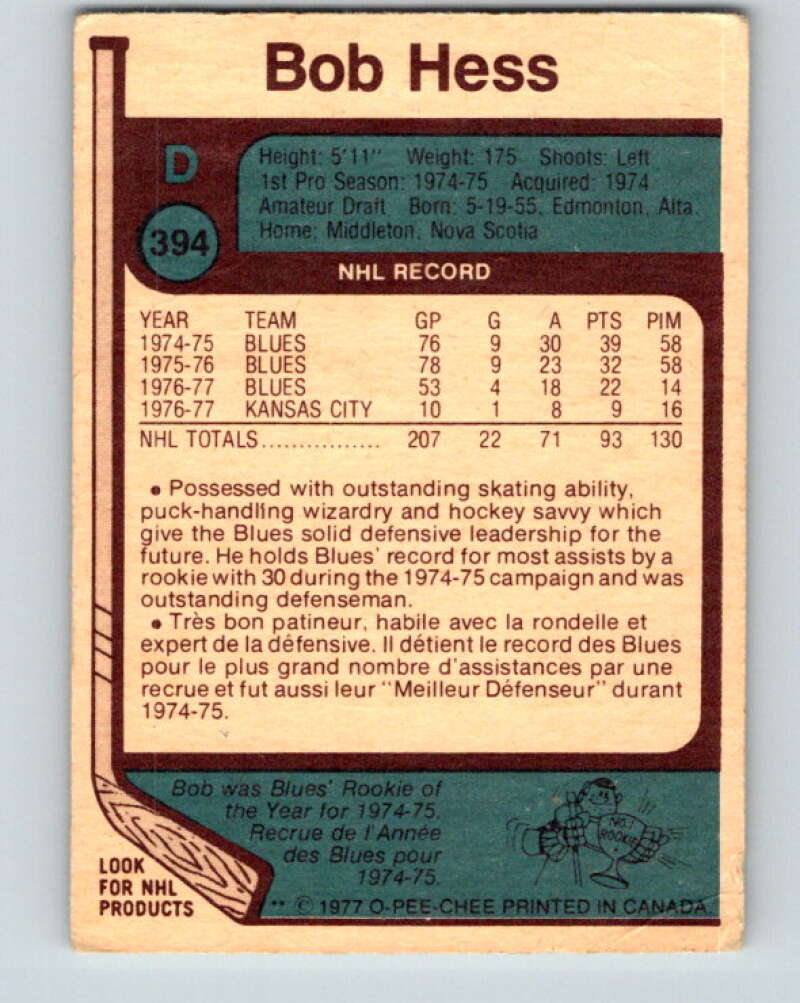 Bob Hess
D
Height: 5'11" Weight: 175 Shoots: Left
1st Pro Season: 1974-75 Acquired: 1974
Amateur Draft Born: 5-19-55, Edmonton, Alta.
Home: Middleton, Nova Scotia
394
NHL RECORD
YEAR TEAM GP G A PTS PIM
1974-75 BLUES 76 9 30 39 58
1975-76 BLUES 78 9 23 32 58
1976-77 BLUES 53 4 18 22 14
1976-77 KANSAS CITY 10 1 8 9 16
NHL TOTALS................ 207 22 71 93 130
• Possessed with outstanding skating ability,
puck-handling wizardry and hockey savvy which
give the Blues solid defensive leadership for the
future. He holds Blues' record for most assists by a
rookie with 30 during the 1974-75 campaign and was
outstanding defenseman.
• Très bon patineur, habile avec la rondelle et
expert de la défensive. Il détient le record des Blues
pour le plus grand nombre d'assistances par une
recrue et fut aussi leur "Meilleur Défenseur" durant
1974-75.
Bob was Blues' Rookie of
the Year for 1974-75.
Recrue de l'Année
des Blues pour
1974-75.
NO. 1
ROOKIE
LOOK
FOR NHL
PRODUCTS
** © 1977 O-PEE-CHEE PRINTED IN CANADA.